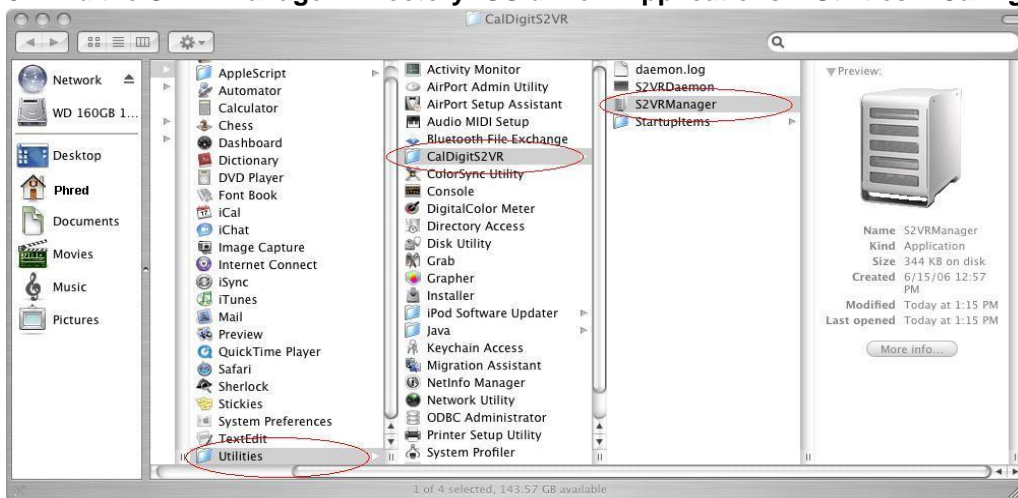 CalDigitS2VR
Network
WD 160GB 1...
Desktop
Phred
Documents
Movies
Music
Pictures
AppleScript
Automator
Calculator
Chess
Dashboard
Dictionary
DVD Player
Font Book
iCal
iChat
Image Capture
Internet Connect
iSync
iTunes
Mail
Preview
QuickTime Player
Safari
Sherlock
Stickies
System Preferences
TextEdit
Utilities
Activity Monitor
AirPort Admin Utility
AirPort Setup Assistant
Audio MIDI Setup
Bluetooth File Exchange
CalDigitS2VR
ColorSync Utility
Console
DigitalColor Meter
Directory Access
Disk Utility
Grab
Grapher
Installer
iPod Software Updater
Java
Keychain Access
Migration Assistant
NetInfo Manager
Network Utility
ODBC Administrator
Printer Setup Utility
System Profiler
daemon.log
S2VRDaemon
S2VRManager
StartupItems
Preview:
Name S2VRManager
Kind Application
Size 344 KB on disk
Created 6/15/06 12:57
PM
Modified Today at 1:15 PM
Last opened Today at 1:15 PM
More info...
1 of 4 selected, 143.57 GB available